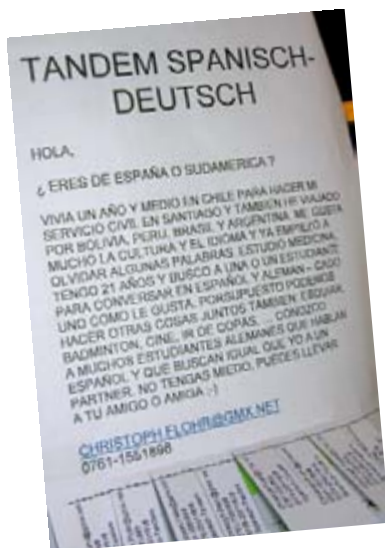 TANDEM SPANISCH-
DEUTSCH
HOLA,
¿ ERES DE ESPAÑA O SUDAMERICA ?
VIVIA UN AÑO Y MEDIO EN CHILE PARA HACER MI
SERVICIO CIVIL EN SANTIAGO Y TAMBIEN HE VIAJADO
POR BOLIVIA, PERU, BRASIL Y ARGENTINA. ME GUSTA
MUCHO LA CULTURA Y EL IDIOMA Y YA EMPIEZO A
OLVIDAR ALGUNAS PALABRAS. ESTUDIO MEDICINA,
TENGO 21 AÑOS Y BUSCO A UNA O UN ESTUDIANTE
PARA CONVERSAR EN ESPAÑOL Y ALEMAN - CADO
UNO COMO LE GUSTA. PORSUPUESTO PODEMOS
HACER OTRAS COSAS JUNTOS TAMBIEN: ESQUIAR,
BADMINTON, CINE, IR DE COPAS, ... CONOZCO
A MUCHOS ESTUDIANTES ALEMANES QUE HABLAN
ESPAÑOL Y QUE BUSCAN IGUAL QUE YO A UN
PARTNER. NO TENGAS MIEDO, PUEDES LLEVAR
A TU AMIGO O AMIGA :-)
CHRISTOPH.FLOHR@GMX.NET
0761-1551898